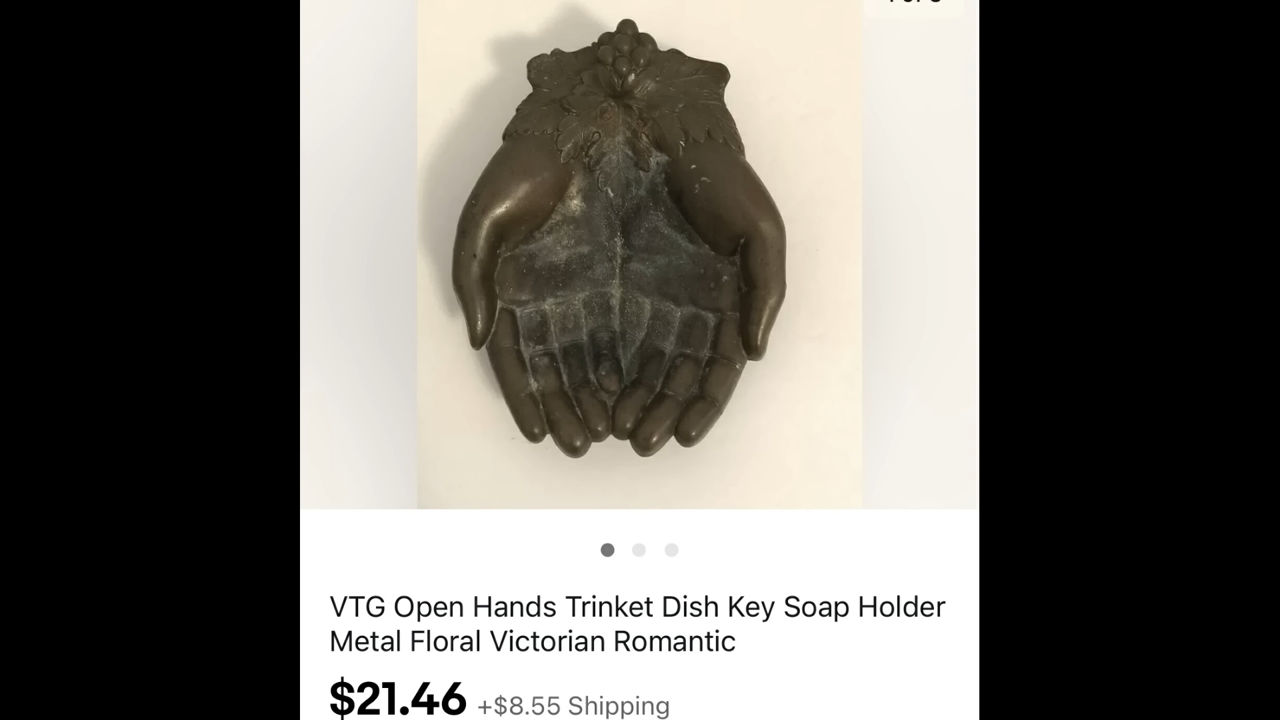 VTG Open Hands Trinket Dish Key Soap Holder
Metal Floral Victorian Romantic
$21.46 +$8.55 Shipping